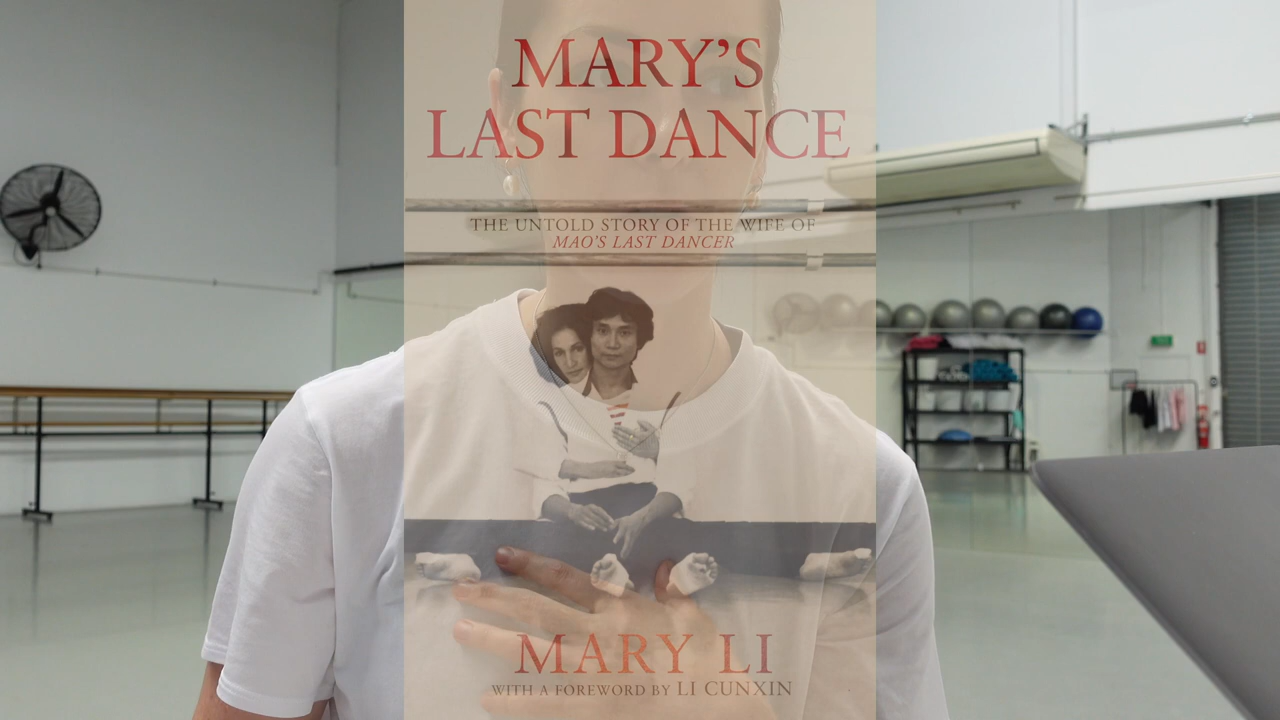 MARY'S
LAST DANCE
THE UNTOLD STORY OF THE WIFE OF
MAO'S LAST DANCER
MARY LI
WITH A FOREWORD BY LI CUNXIN